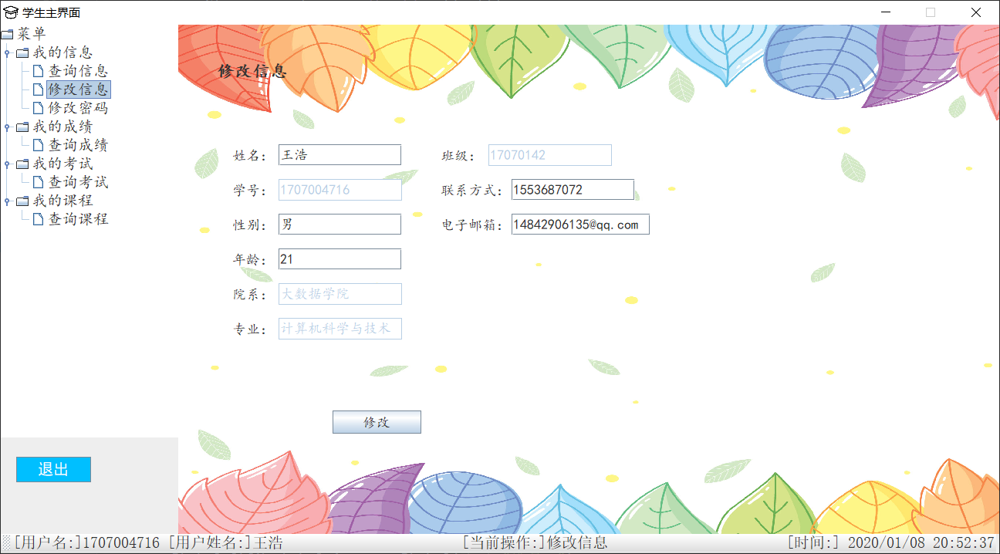 学生主界面
菜单
我的信息
查询信息
修改信息
修改密码
我的成绩
查询成绩
我的考试
查询考试
我的课程
查询课程
退出
修改信息
姓名: 王浩 班级: 17070142
学号: 1707004716 联系方式: 1553687072
性别: 男 电子邮箱: 14842906135@qq.com
年龄: 21
院系: 大数据学院
专业: 计算机科学与技术
修改
[用户名:]1707004716 [用户姓名:]王浩 [当前操作:]修改信息 [时间:] 2020/01/08 20:52:37